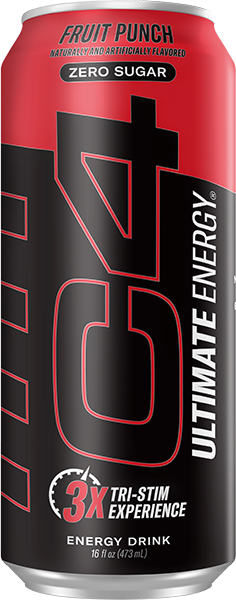 FRUIT PUNCH
NATURALLY AND ARTIFICIALLY FLAVORED
ZERO SUGAR
C4
ULTIMATE ENERGY®
3X TRI-STIM
EXPERIENCE
ENERGY DRINK
16 fl oz (473 mL)